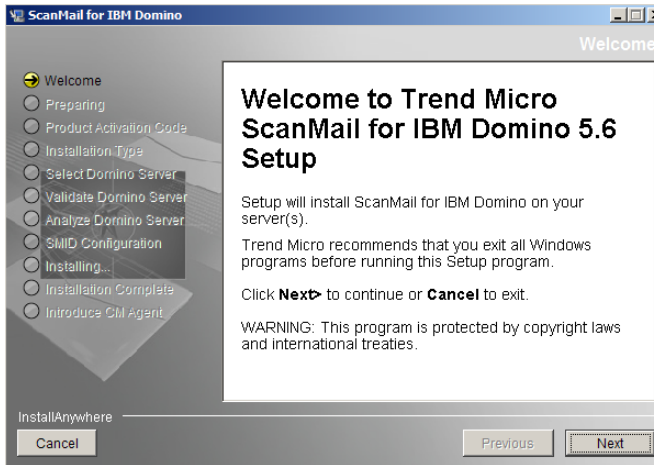 ScanMail for IBM Domino
Welcome
Welcome
Preparing
Product Activation Code
Installation Type
Select Domino Server
Validate Domino Server
Analyze Domino Server
SMID Configuration
Installing...
Installation Complete
Introduce CM Agent
Welcome to Trend Micro
ScanMail for IBM Domino 5.6
Setup
Setup will install ScanMail for IBM Domino on your
server(s).
Trend Micro recommends that you exit all Windows
programs before running this Setup program.
Click Next> to continue or Cancel to exit.
WARNING: This program is protected by copyright laws
and international treaties.
InstallAnywhere
Cancel
Previous
Next